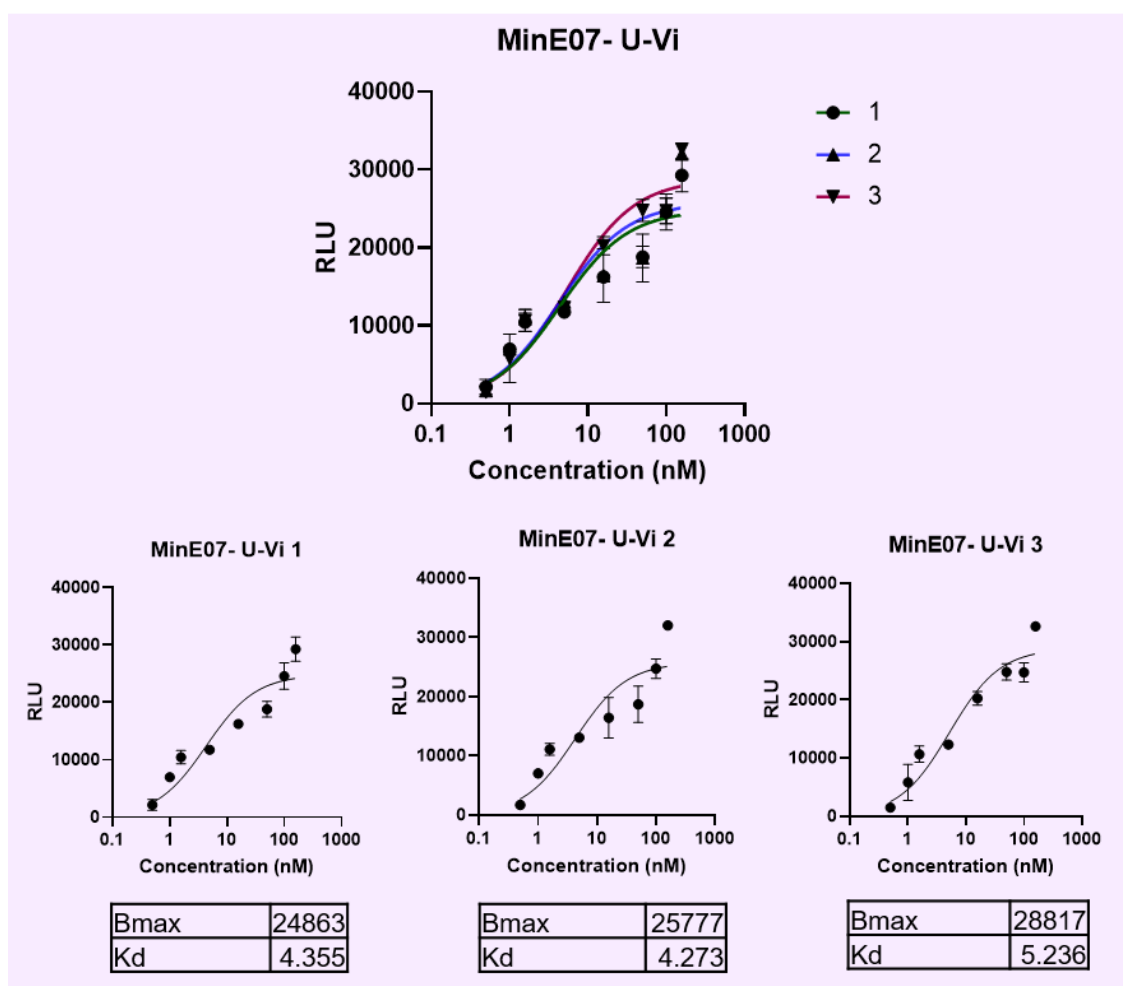 MinE07- U-Vi
40000
30000
20000
10000
0
RLU
0.1 1 10 100 1000
Concentration (nM)
1
2
3
MinE07- U-Vi 1
40000
30000
20000
10000
0
RLU
0.1 1 10 100 1000
Concentration (nM)
Bmax 24863
Kd 4.355
MinE07- U-Vi 2
40000
30000
20000
10000
0
RLU
0.1 1 10 100 1000
Concentration (nM)
Bmax 25777
Kd 4.273
MinE07- U-Vi 3
40000
30000
20000
10000
0
RLU
0.1 1 10 100 1000
Concentration (nM)
Bmax 28817
Kd 5.236